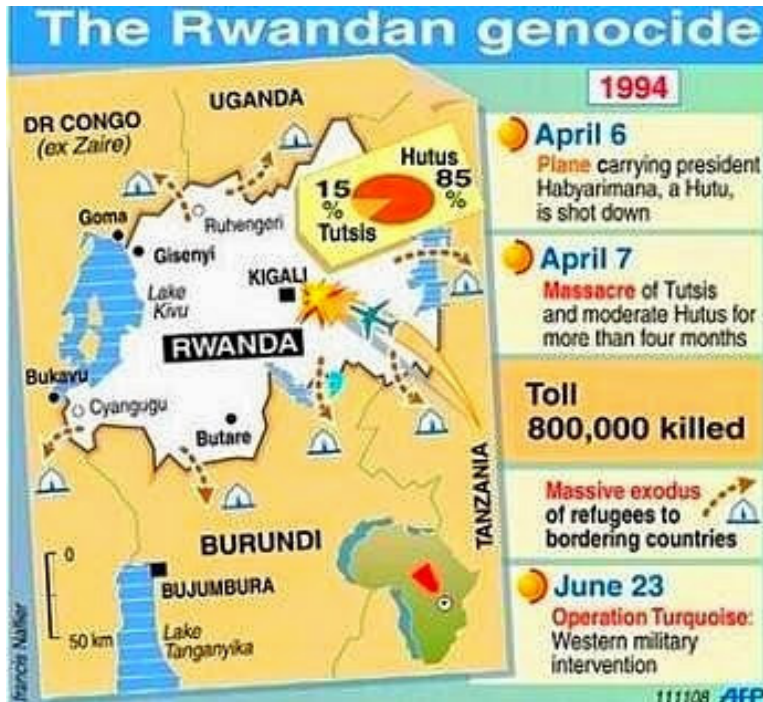 The Rwandan genocide
1994
UGANDA
DR CONGO
(ex Zaire)
Hutus
85
%
15
%
Tutsis
Ruhengeri
Goma
Gisenyi
Lake
Kivu
KIGALI
RWANDA
Bukavu
Cyangugu
Butare
TANZANIA
BURUNDI
0
50 km
BUJUMBURA
Lake
Tanganyika
April 6
Plane carrying president
Habyarimana, a Hutu,
is shot down
April 7
Massacre of Tutsis
and moderate Hutus for
more than four months
Toll
800,000 killed
Massive exodus
of refugees to
bordering countries
June 23
Operation Turquoise:
Western military
intervention
111108 AFP